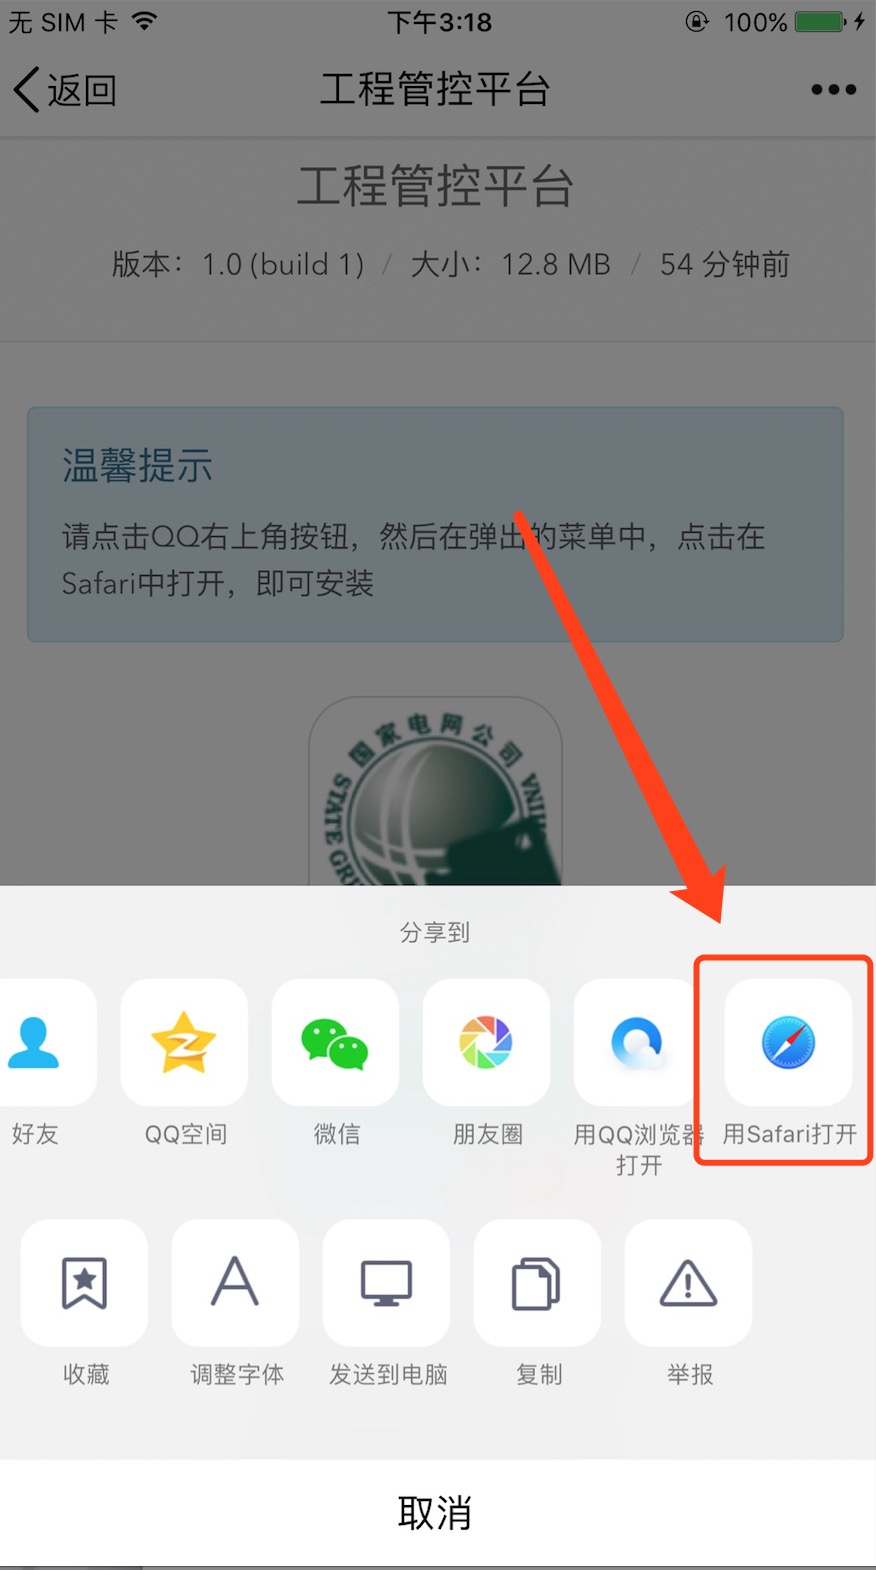 无 SIM 卡 下午3:18 100%
返回 工程管控平台
工程管控平台
版本：1.0 (build 1) / 大小：12.8 MB / 54 分钟前
温馨提示
请点击QQ右上角按钮，然后在弹出的菜单中，点击在
Safari中打开，即可安装
国家电网公司
STATE GRI
HINA
分享到
好友 QQ空间 微信 朋友圈 用QQ浏览器 用Safari打开
打开
收藏 调整字体 发送到电脑 复制 举报
取消